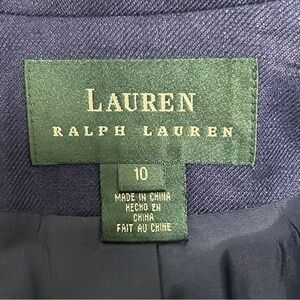 LAUREN
RALPH LAUREN
10
MADE IN CHINA
HECHO EN
CHINA
FAIT AU CHINE